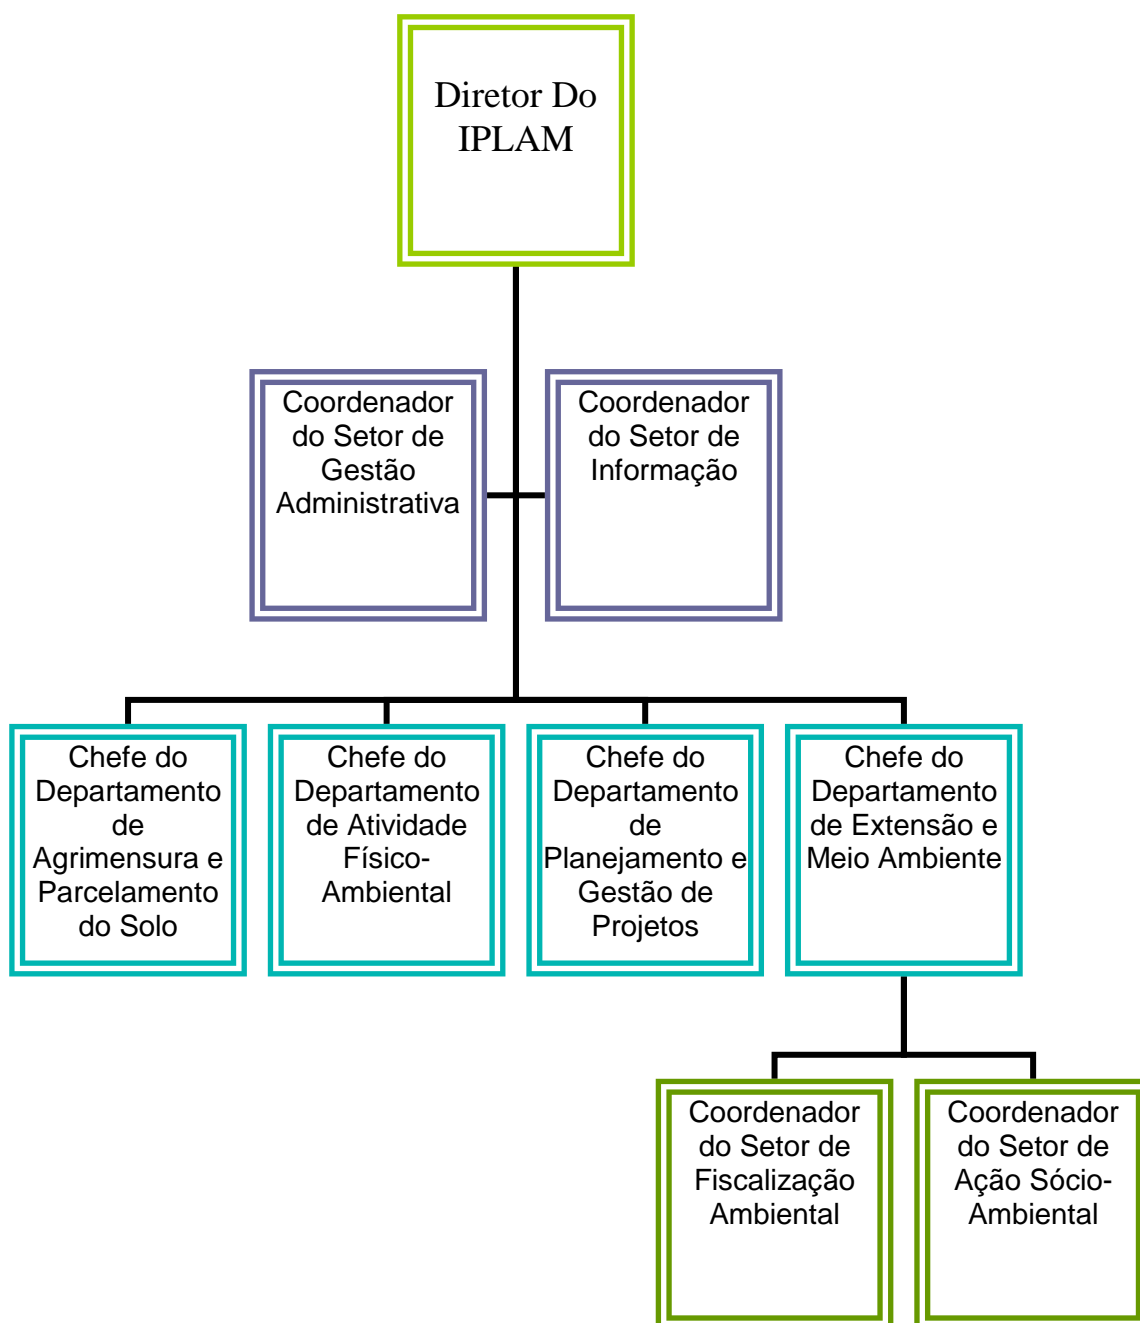 Diretor Do
IPLAM
Coordenador
do Setor de
Gestão
Administrativa
Coordenador
do Setor de
Informação
Chefe do
Departamento
de
Agrimensura e
Parcelamento
do Solo
Chefe do
Departamento
de Atividade
Físico-
Ambiental
Chefe do
Departamento
de
Planejamento e
Gestão de
Projetos
Chefe do
Departamento
de Extensão e
Meio Ambiente
Coordenador
do Setor de
Fiscalização
Ambiental
Coordenador
do Setor de
Ação Sócio-
Ambiental